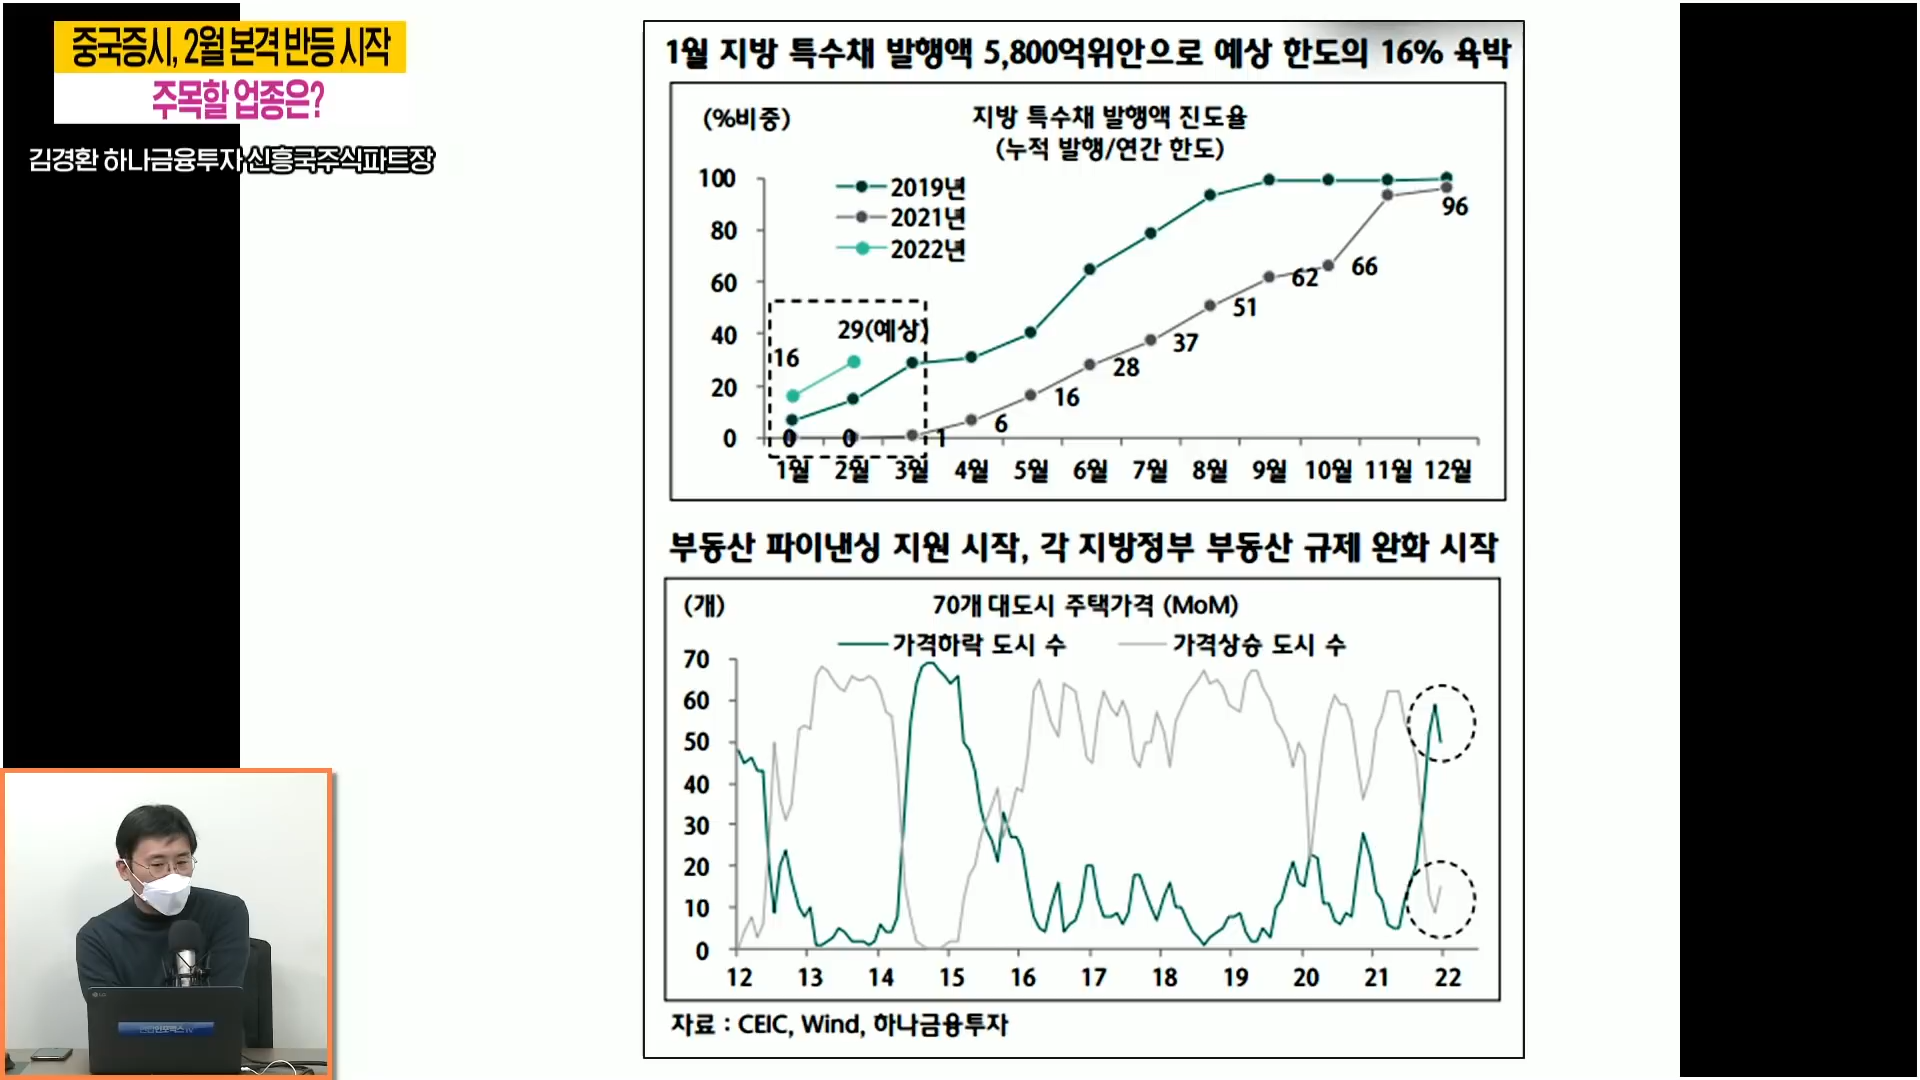 중국증시, 2월 본격 반등 시작
주목할 업종은?
김경환 하나금융투자 신흥국주식파트장
1월 지방 특수채 발행액 5,800억위안으로 예상 한도의 16% 육박
(%비중)
지방 특수채 발행액 진도율
(누적 발행/연간 한도)
2019년
2021년
2022년
100
80
60
40
20
0
16
29(예상)
0
0
1
6
16
28
37
51
62
66
96
1월 2월 3월 4월 5월 6월 7월 8월 9월 10월 11월 12월
부동산 파이낸싱 지원 시작, 각 지방정부 부동산 규제 완화 시작
(개)
70개 대도시 주택가격 (MoM)
가격하락 도시 수
가격상승 도시 수
70
60
50
40
30
20
10
0
12 13 14 15 16 17 18 19 20 21 22
자료 : CEIC, Wind, 하나금융투자